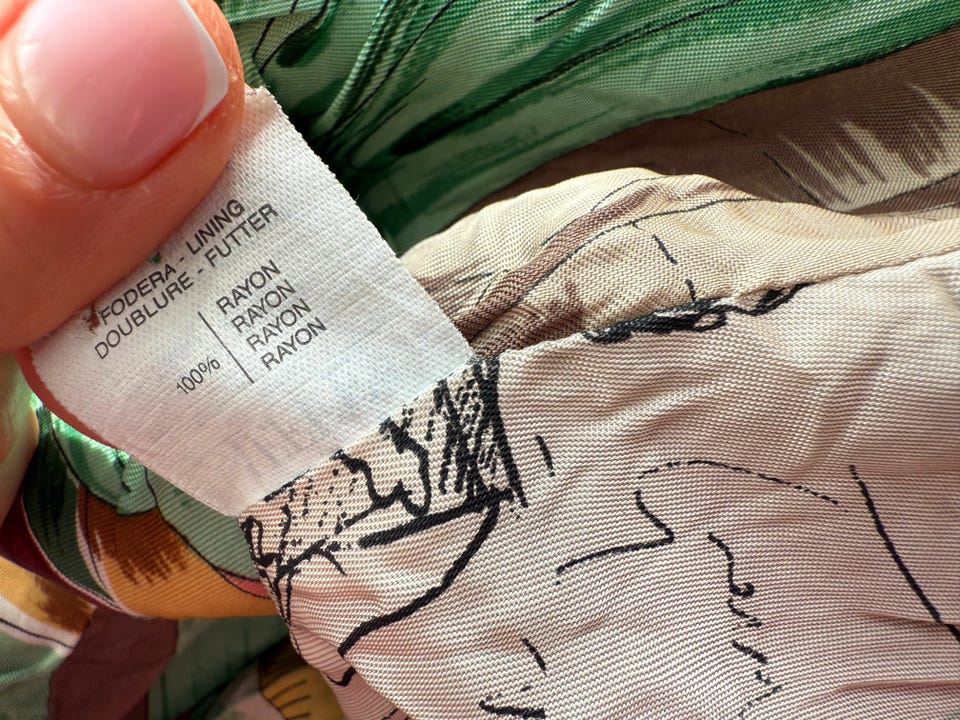 FODERA - LINING
DOUBLURE - FUTTER
100% RAYON
RAYON
RAYON
RAYON